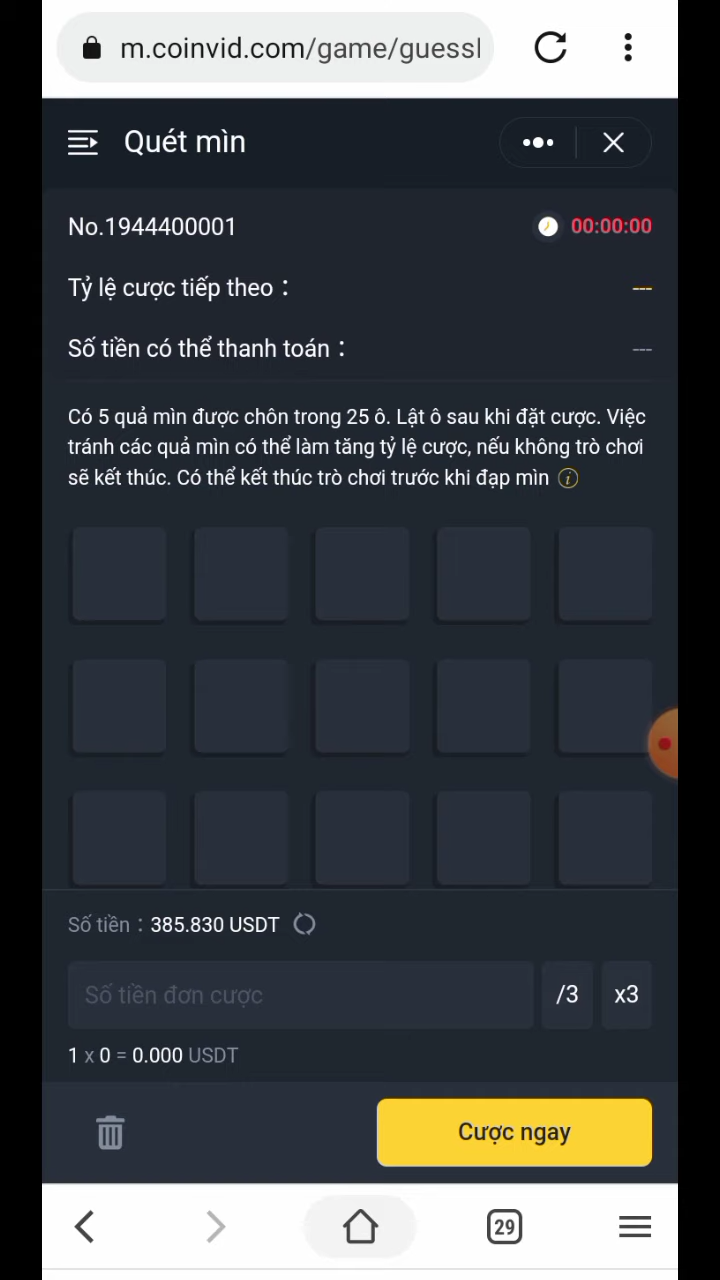 m.coinvid.com/game/guessl
Quét mìn
No.1944400001
00:00:00
Tỷ lệ cược tiếp theo :
---
Số tiền có thể thanh toán :
---
Có 5 quả mìn được chôn trong 25 ô. Lật ô sau khi đặt cược. Việc
tránh các quả mìn có thể làm tăng tỷ lệ cược, nếu không trò chơi
sẽ kết thúc. Có thể kết thúc trò chơi trước khi đạp mìn
Số tiền : 385.830 USDT
Số tiền đơn cược
/3
x3
1 x 0 = 0.000 USDT
Cược ngay
29